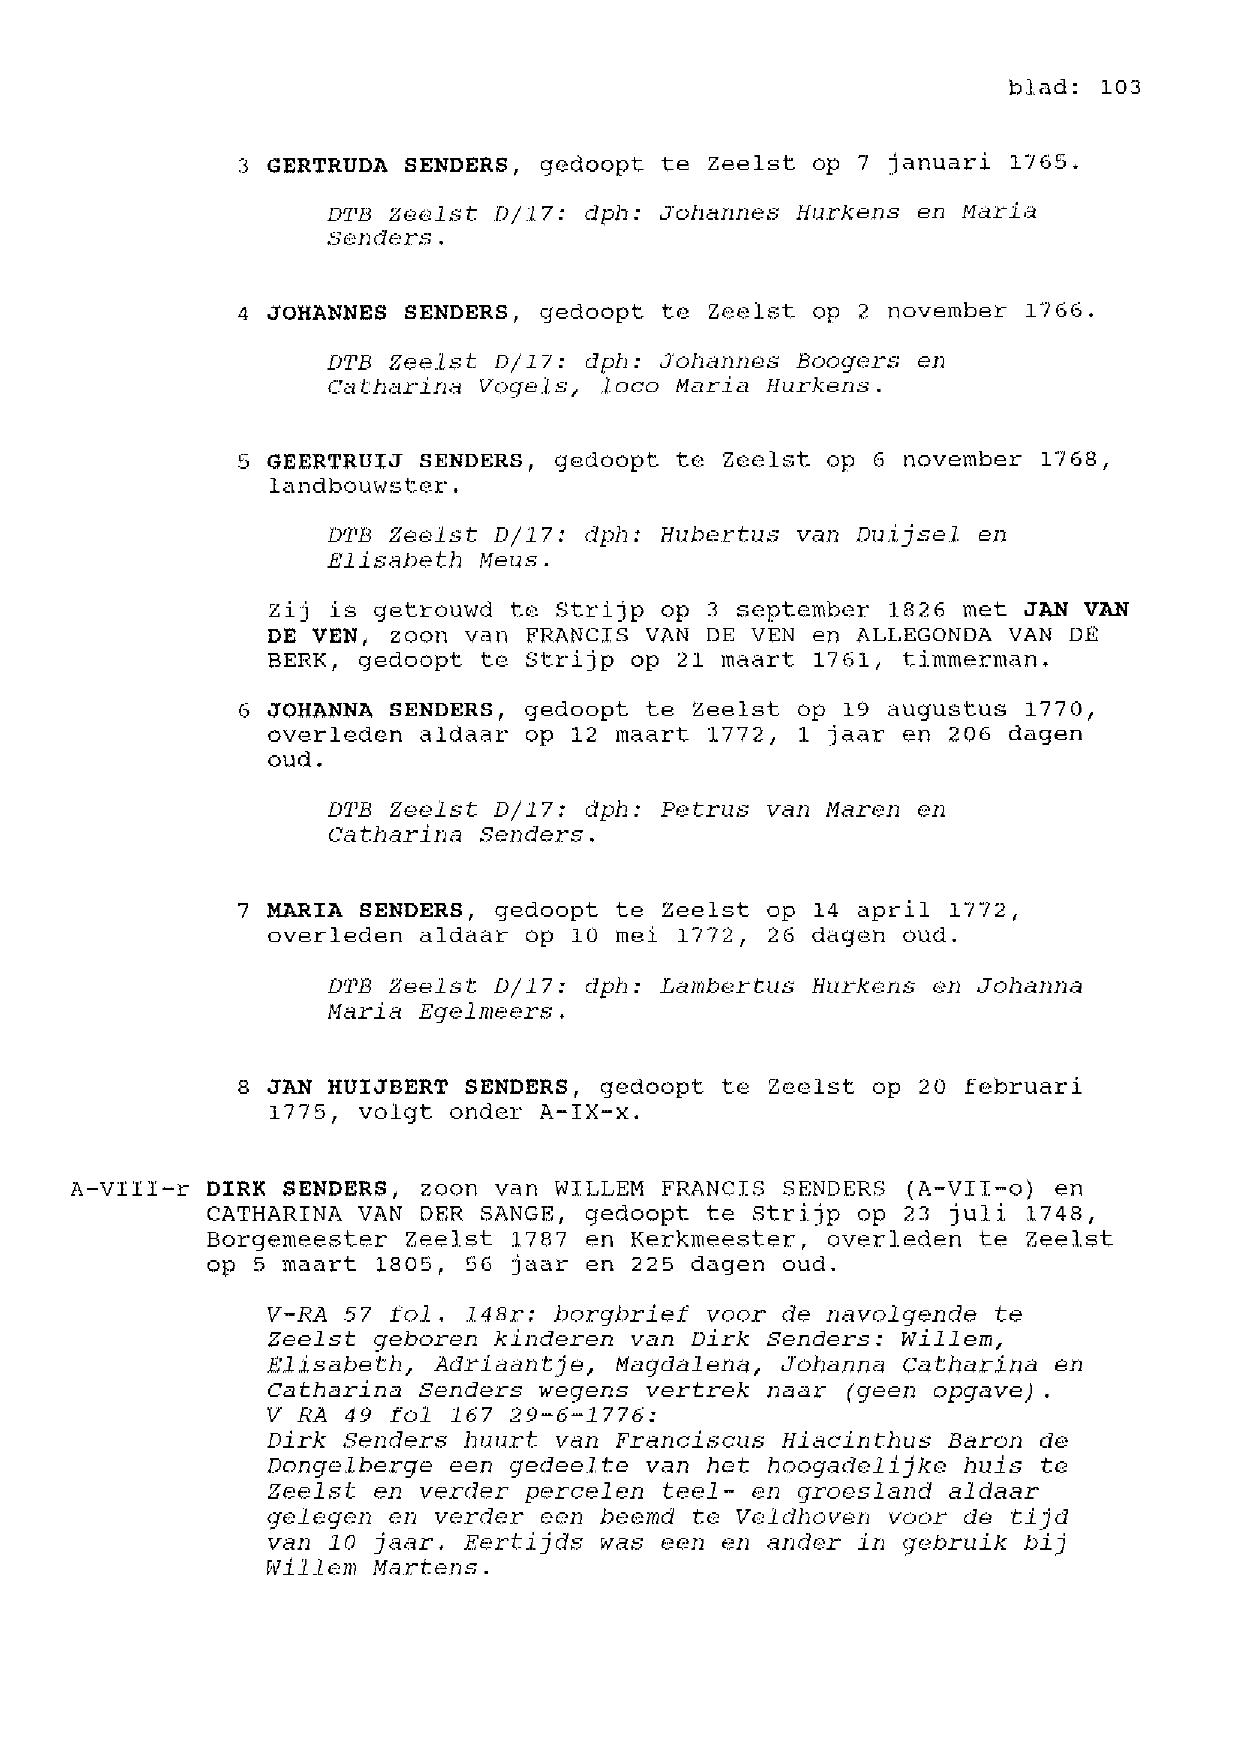 blad: 103
3 GERTRUDA SENDERS, gedoopt te Zeelst op 7 januari 1765.
DTB Zeelst D/17: dph: Johannes Hurkens en Maria
Senders.
4 JOHANNES SENDERS, gedoopt te Zeelst op 2 november 1766.
DTB Zeelst D/17: dph: Johannes Boogers en
Catharina Vogels, loco Maria Hurkens.
5 GEERTRUIJ SENDERS, gedoopt te Zeelst op 6 november 1768,
landbouwster.
DTB Zeelst D/17: dph: Hubertus van Duijsel en
Elisabeth Meus.
Zij is getrouwd te Strijp op 3 september 1826 met JAN VAN
DE VEN, zoon van FRANCIS VAN DE VEN en ALLEGONDA VAN DE
BERK, gedoopt te Strijp op 21 maart 1761, timmerman.
6 JOHANNA SENDERS, gedoopt te Zeelst op 19 augustus 1770,
overleden aldaar op 12 maart 1772, 1 jaar en 206 dagen
oud.
DTB Zeelst D/17: dph: Petrus van Maren en
Catharina Senders.
7 MARIA SENDERS, gedoopt te Zeelst op 14 april 1772,
overleden aldaar op 10 mei 1772, 26 dagen oud.
DTB Zeelst D/17: dph: Lambertus Hurkens en Johanna
Maria Egelmeers.
8 JAN HUIJBERT SENDERS, gedoopt te Zeelst op 20 februari
1775, volgt onder A-IX-x.
A-VIII-r DIRK SENDERS, zoon van WILLEM FRANCIS SENDERS (A-VII-o) en
CATHARINA VAN DER SANGE, gedoopt te Strijp op 23 juli 1748,
Borgemeester Zeelst 1787 en Kerkmeester, overleden te Zeelst
op 5 maart 1805, 56 jaar en 225 dagen oud.
V-RA 57 fol. 148r: borgbrief voor de navolgende te
Zeelst geboren kinderen van Dirk Senders: Willem,
Elisabeth, Adriaantje, Magdalena, Johanna Catharina en
Catharina Senders wegens vertrek naar (geen opgave).
V RA 49 fol 167 29-6-1776:
Dirk Senders huurt van Franciscus Hiacinthus Baron de
Dongelberge een gedeelte van het hoogadelijke huis te
Zeelst en verder percelen teel- en groesland aldaar
gelegen en verder een beemd te Veldhoven voor de tijd
van 10 jaar. Eertijds was een en ander in gebruik bij
Willem Martens.